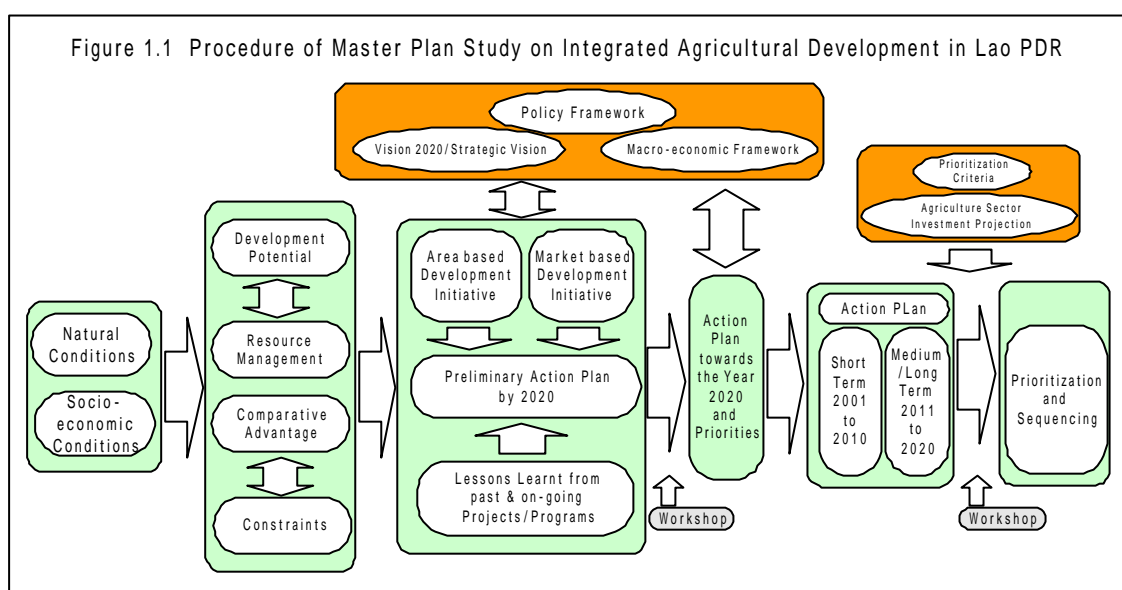 Figure 1.1 Procedure of Master Plan Study on Integrated Agricultural Development in Lao PDR
Policy Framework
Vision 2020/Strategic Vision
Macro-economic Framework
Prioritization
Criteria
Agriculture Sector
Investment Projection
Natural
Conditions
Socio-
economic
Conditions
Development
Potential
Resource
Management
Comparative
Advantage
Constraints
Area based
Development
Initiative
Market based
Development
Initiative
Preliminary Action Plan
by 2020
Lessons Learnt from
past & on-going
Projects/Programs
Workshop
Action
Plan
towards
the Year
2020
and
Priorities
Action PLan
Short
Term
2001
to
2010
Medium
/Long
Term
2011
to
2020
Workshop
Prioritization
and
Sequencing